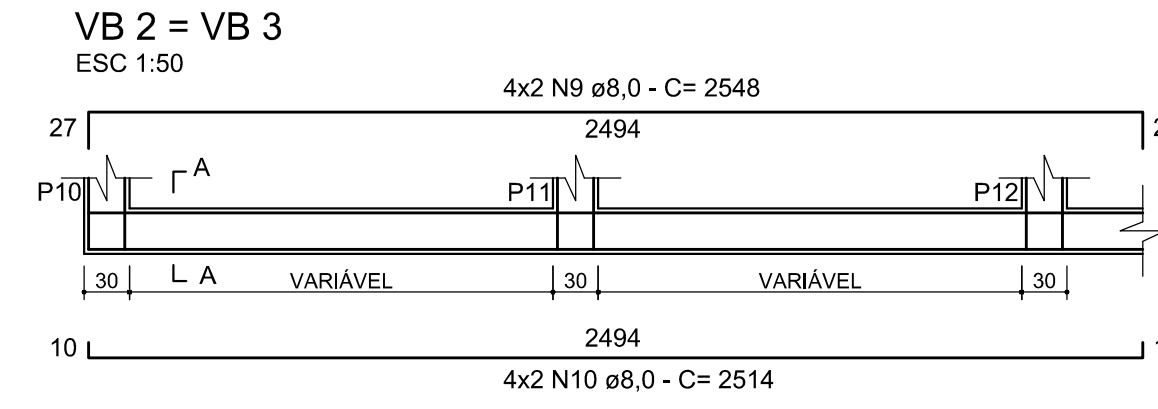 VB 2 = VB 3
ESC 1:50
4x2 N9 ø8,0 - C= 2548
27
2494
A
P10
P11
P12
A
30
VARIÁVEL
30
VARIÁVEL
30
2494
10
4x2 N10 ø8,0 - C= 2514